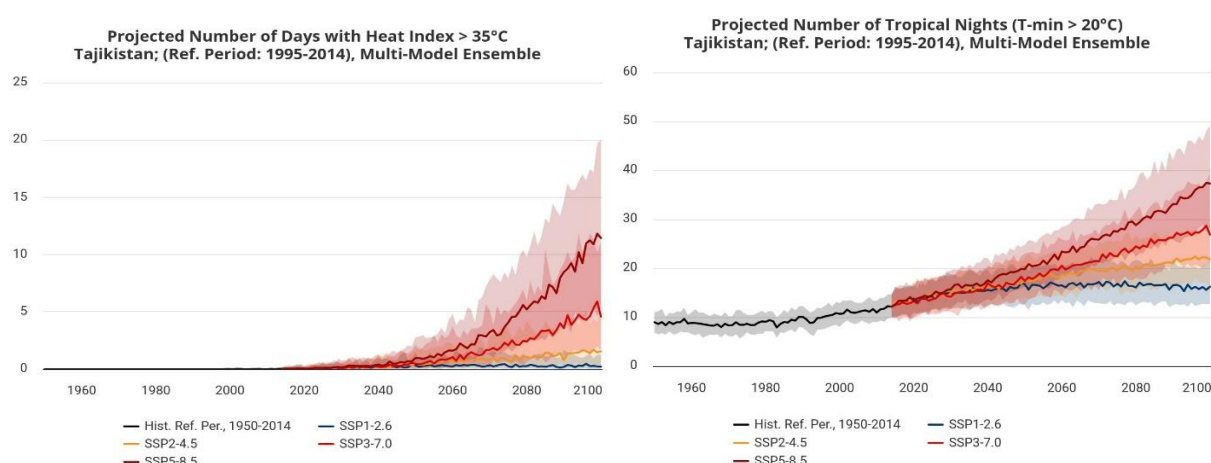 Projected Number of Days with Heat Index > 35°C
Tajikistan; (Ref. Period: 1995-2014), Multi-Model Ensemble
25
20
15
10
5
0
1960 1980 2000 2020 2040 2060 2080 2100
Hist. Ref Per., 1950-2014 SSP1-2.6
SSP2-4.5 SSP3-7.0
SSP5-8.5
Projected Number of Tropical Nights (T-min > 20°C)
Tajikistan; (Ref. Period: 1995-2014), Multi-Model Ensemble
60
50
40
30
20
10
0
1960 1980 2000 2020 2040 2060 2080 2100
Hist. Ref. Per., 1950-2014 SSP1-2.6
SSP2-4.5 SSP3-7.0
SSP5-8.5